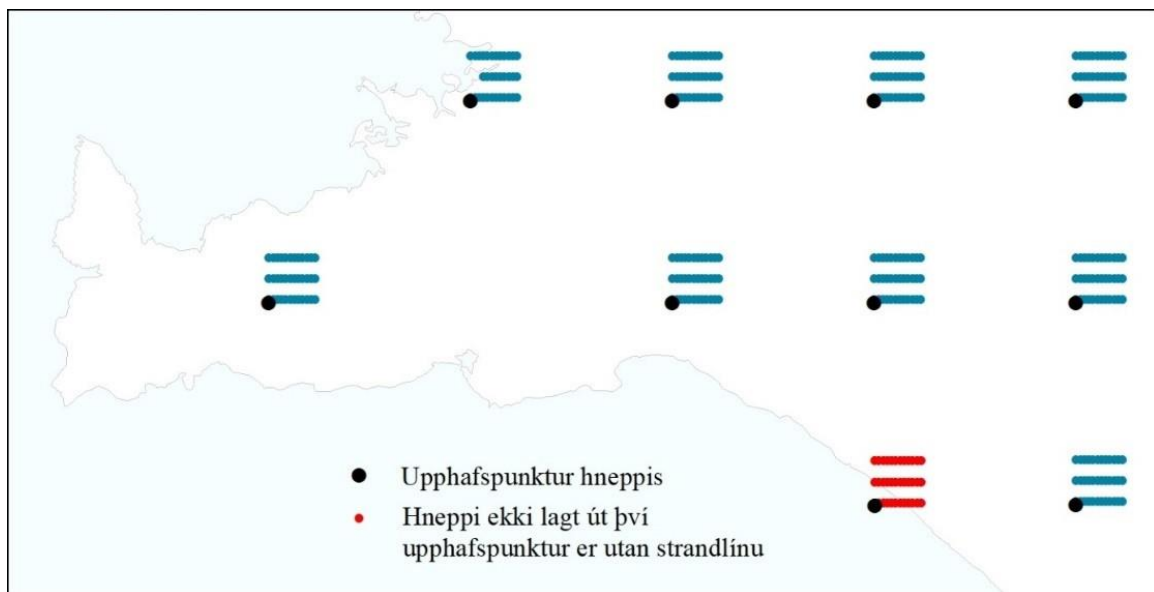 Upphafspunktur hneppis
Hneppi ekki lagt út því
upphafspunktur er utan strandlínu